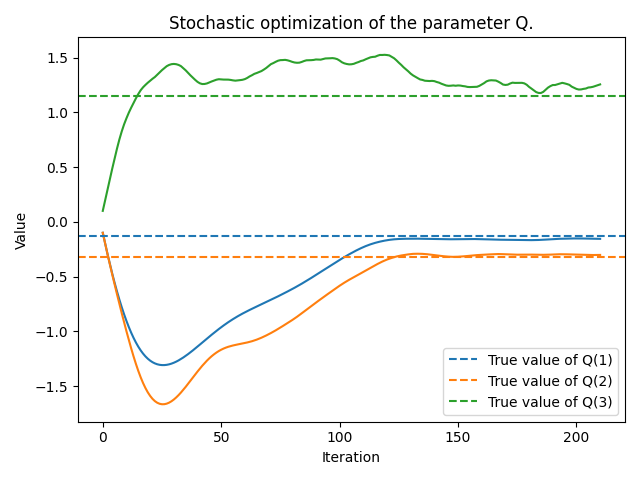 Stochastic optimization of the parameter Q.
1.5
1.0
0.5
0.0
−0.5
−1.0
−1.5
Value
0 50 100 150 200
Iteration
True value of Q(1)
True value of Q(2)
True value of Q(3)